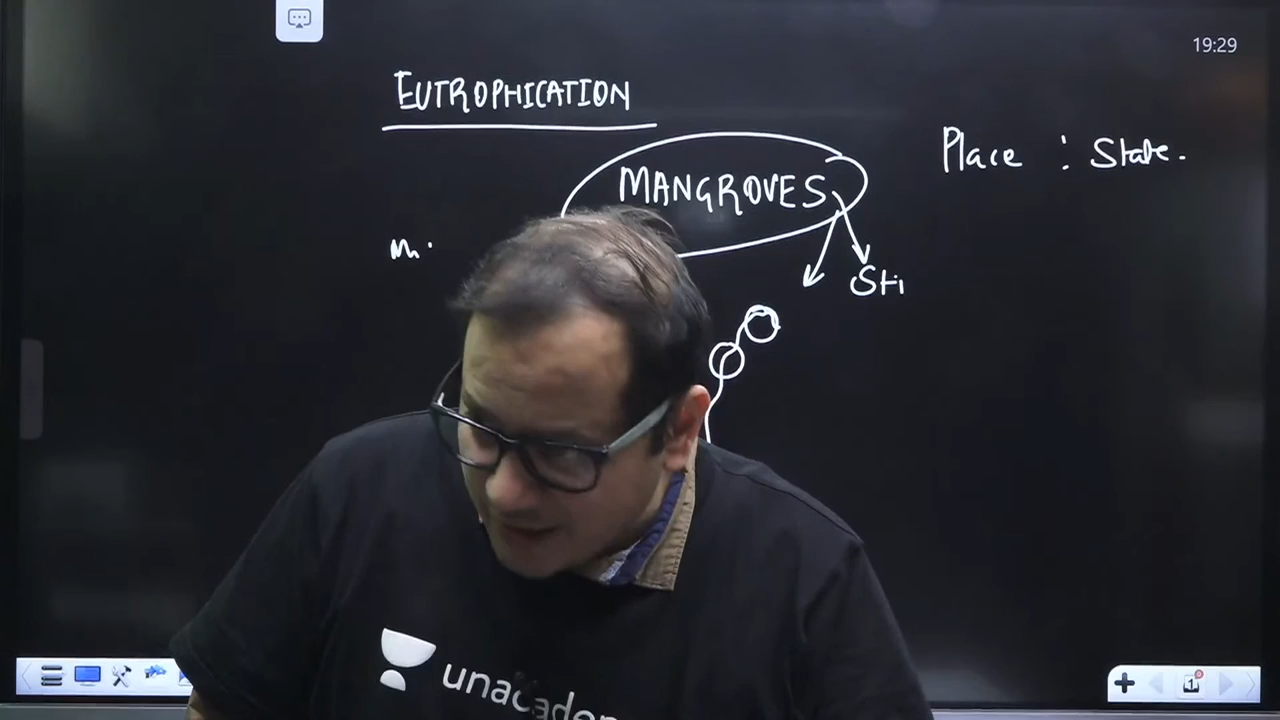 19:29
EUTROPHICATION
Place : State.
MANGROVES
m.
Sti
unacadem